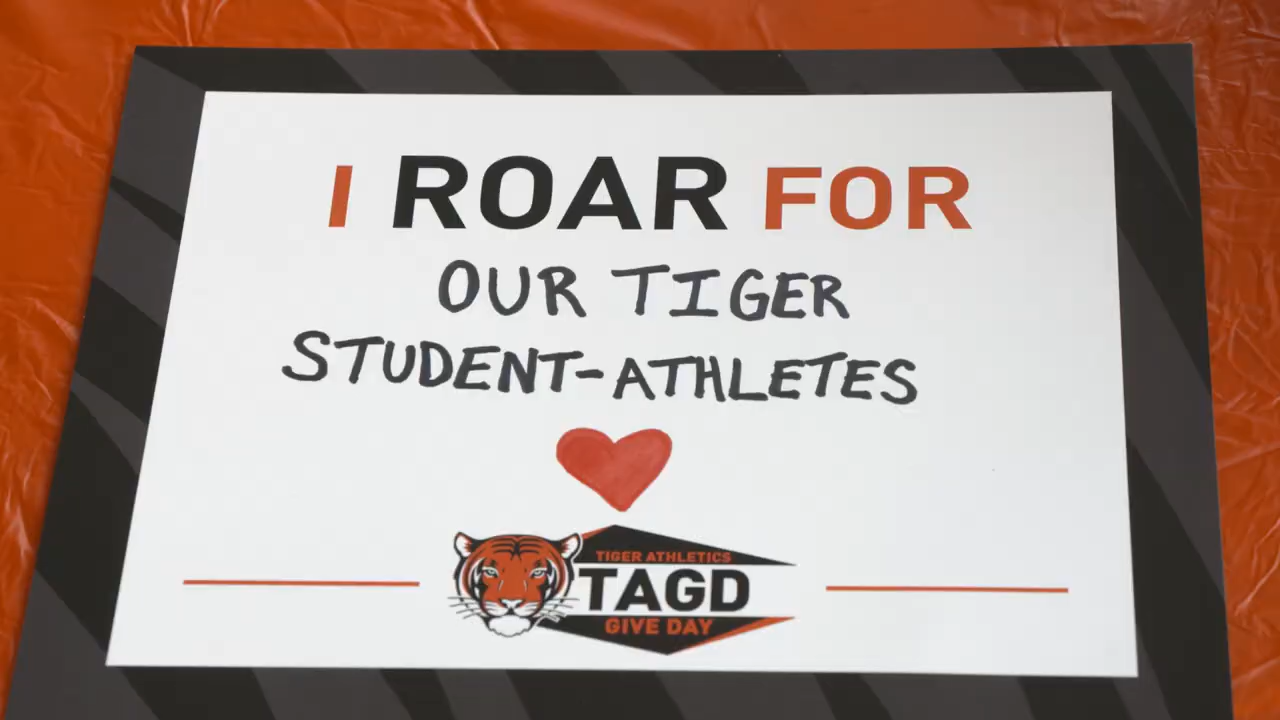 I ROAR FOR
OUR TIGER
STUDENT-ATHLETES
TIGER ATHLETICS
TAGD
GIVE DAY